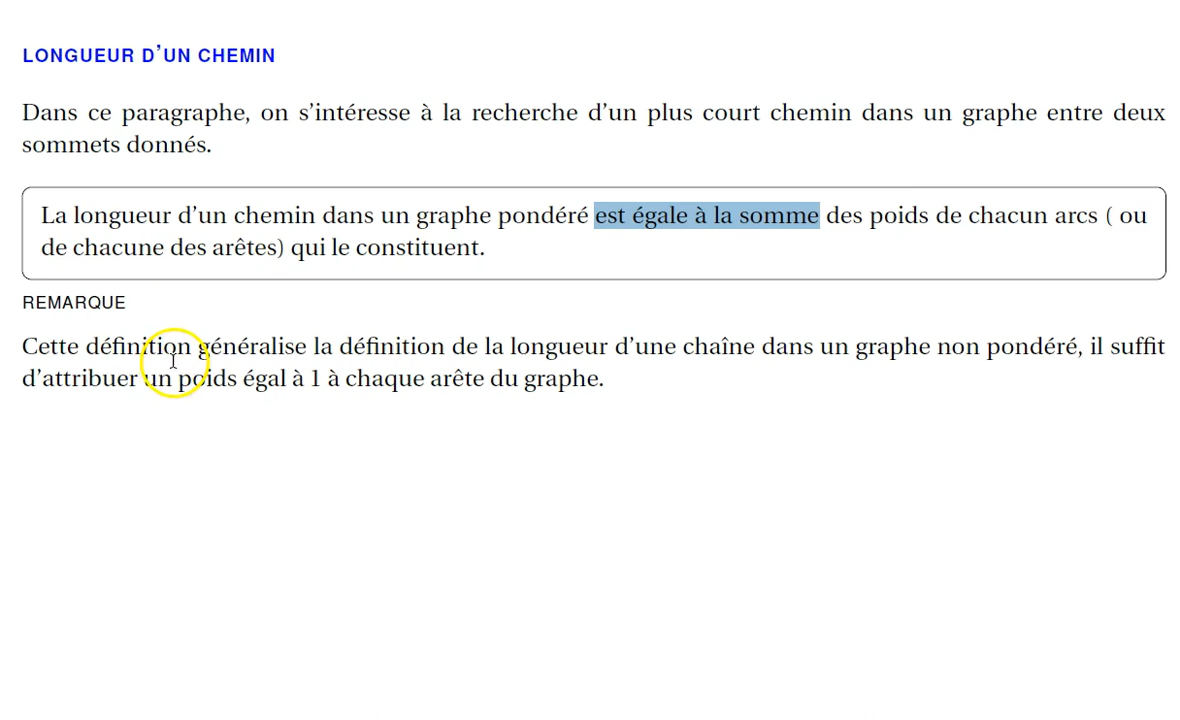 LONGUEUR D’UN CHEMIN
Dans ce paragraphe, on s’intéresse à la recherche d’un plus court chemin dans un graphe entre deux
sommets donnés.
La longueur d’un chemin dans un graphe pondéré est égale à la somme des poids de chacun arcs ( ou
de chacune des arêtes) qui le constituent.
REMARQUE
Cette définition généralise la définition de la longueur d’une chaîne dans un graphe non pondéré, il suffit
d’attribuer un poids égal à 1 à chaque arête du graphe.